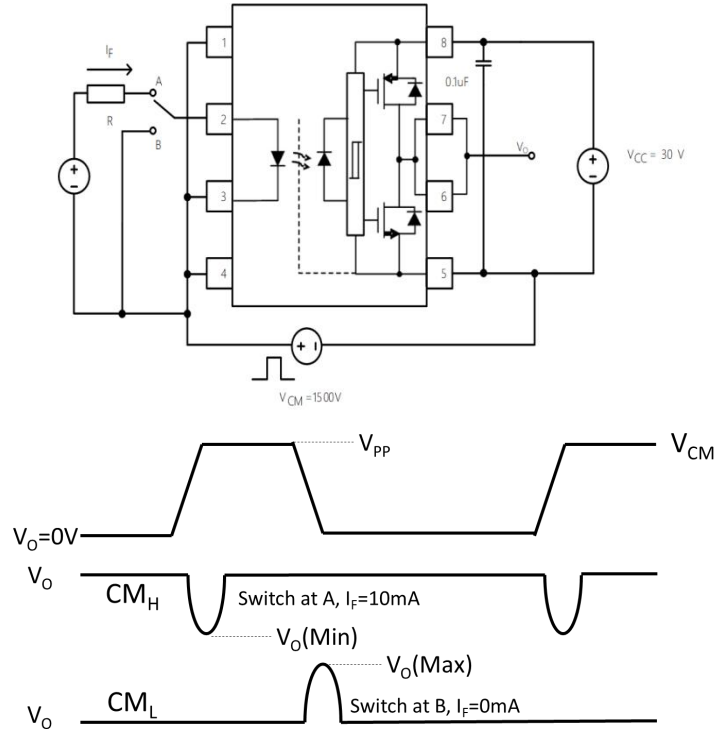 1
8
I_F
A
0.1uF
R
2
7
B
V_O
V_CC = 30 V
3
6
4
5
V_CM =1500V
V_PP
V_CM
V_O=0V
V_O
CM_H
Switch at A, I_F=10mA
V_O(Min)
V_O(Max)
CM_L
Switch at B, I_F=0mA
V_O